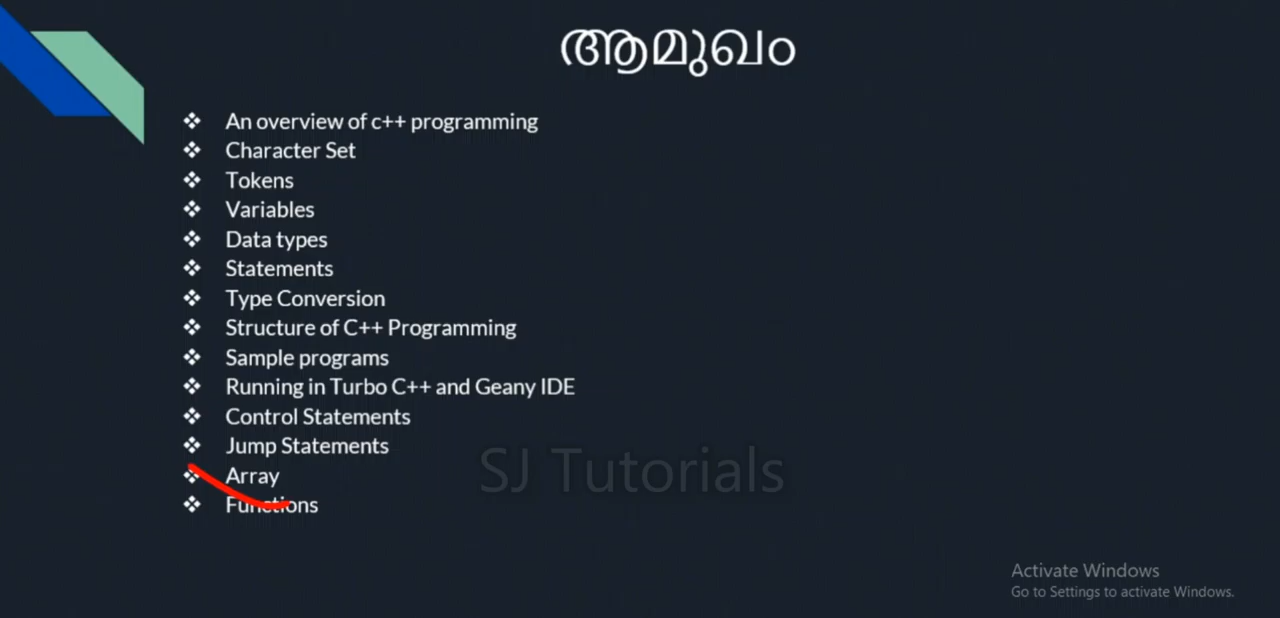 ആമുഖം
❖ An overview of c++ programming
❖ Character Set
❖ Tokens
❖ Variables
❖ Data types
❖ Statements
❖ Type Conversion
❖ Structure of C++ Programming
❖ Sample programs
❖ Running in Turbo C++ and Geany IDE
❖ Control Statements
❖ Jump Statements
❖ Array
❖ Functions
SJ Tutorials
Activate Windows
Go to Settings to activate Windows.